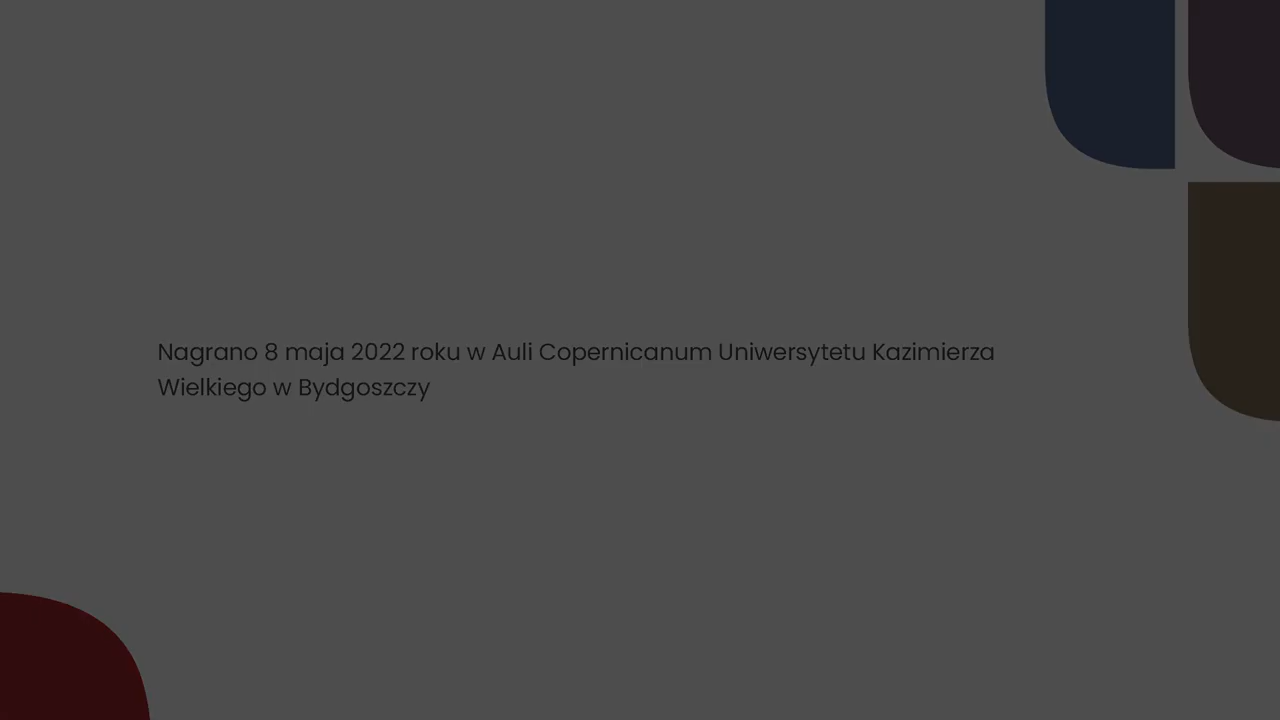 Nagrano 8 maja 2022 roku w Auli Copernicanum Uniwersytetu Kazimierza
Wielkiego w Bydgoszczy